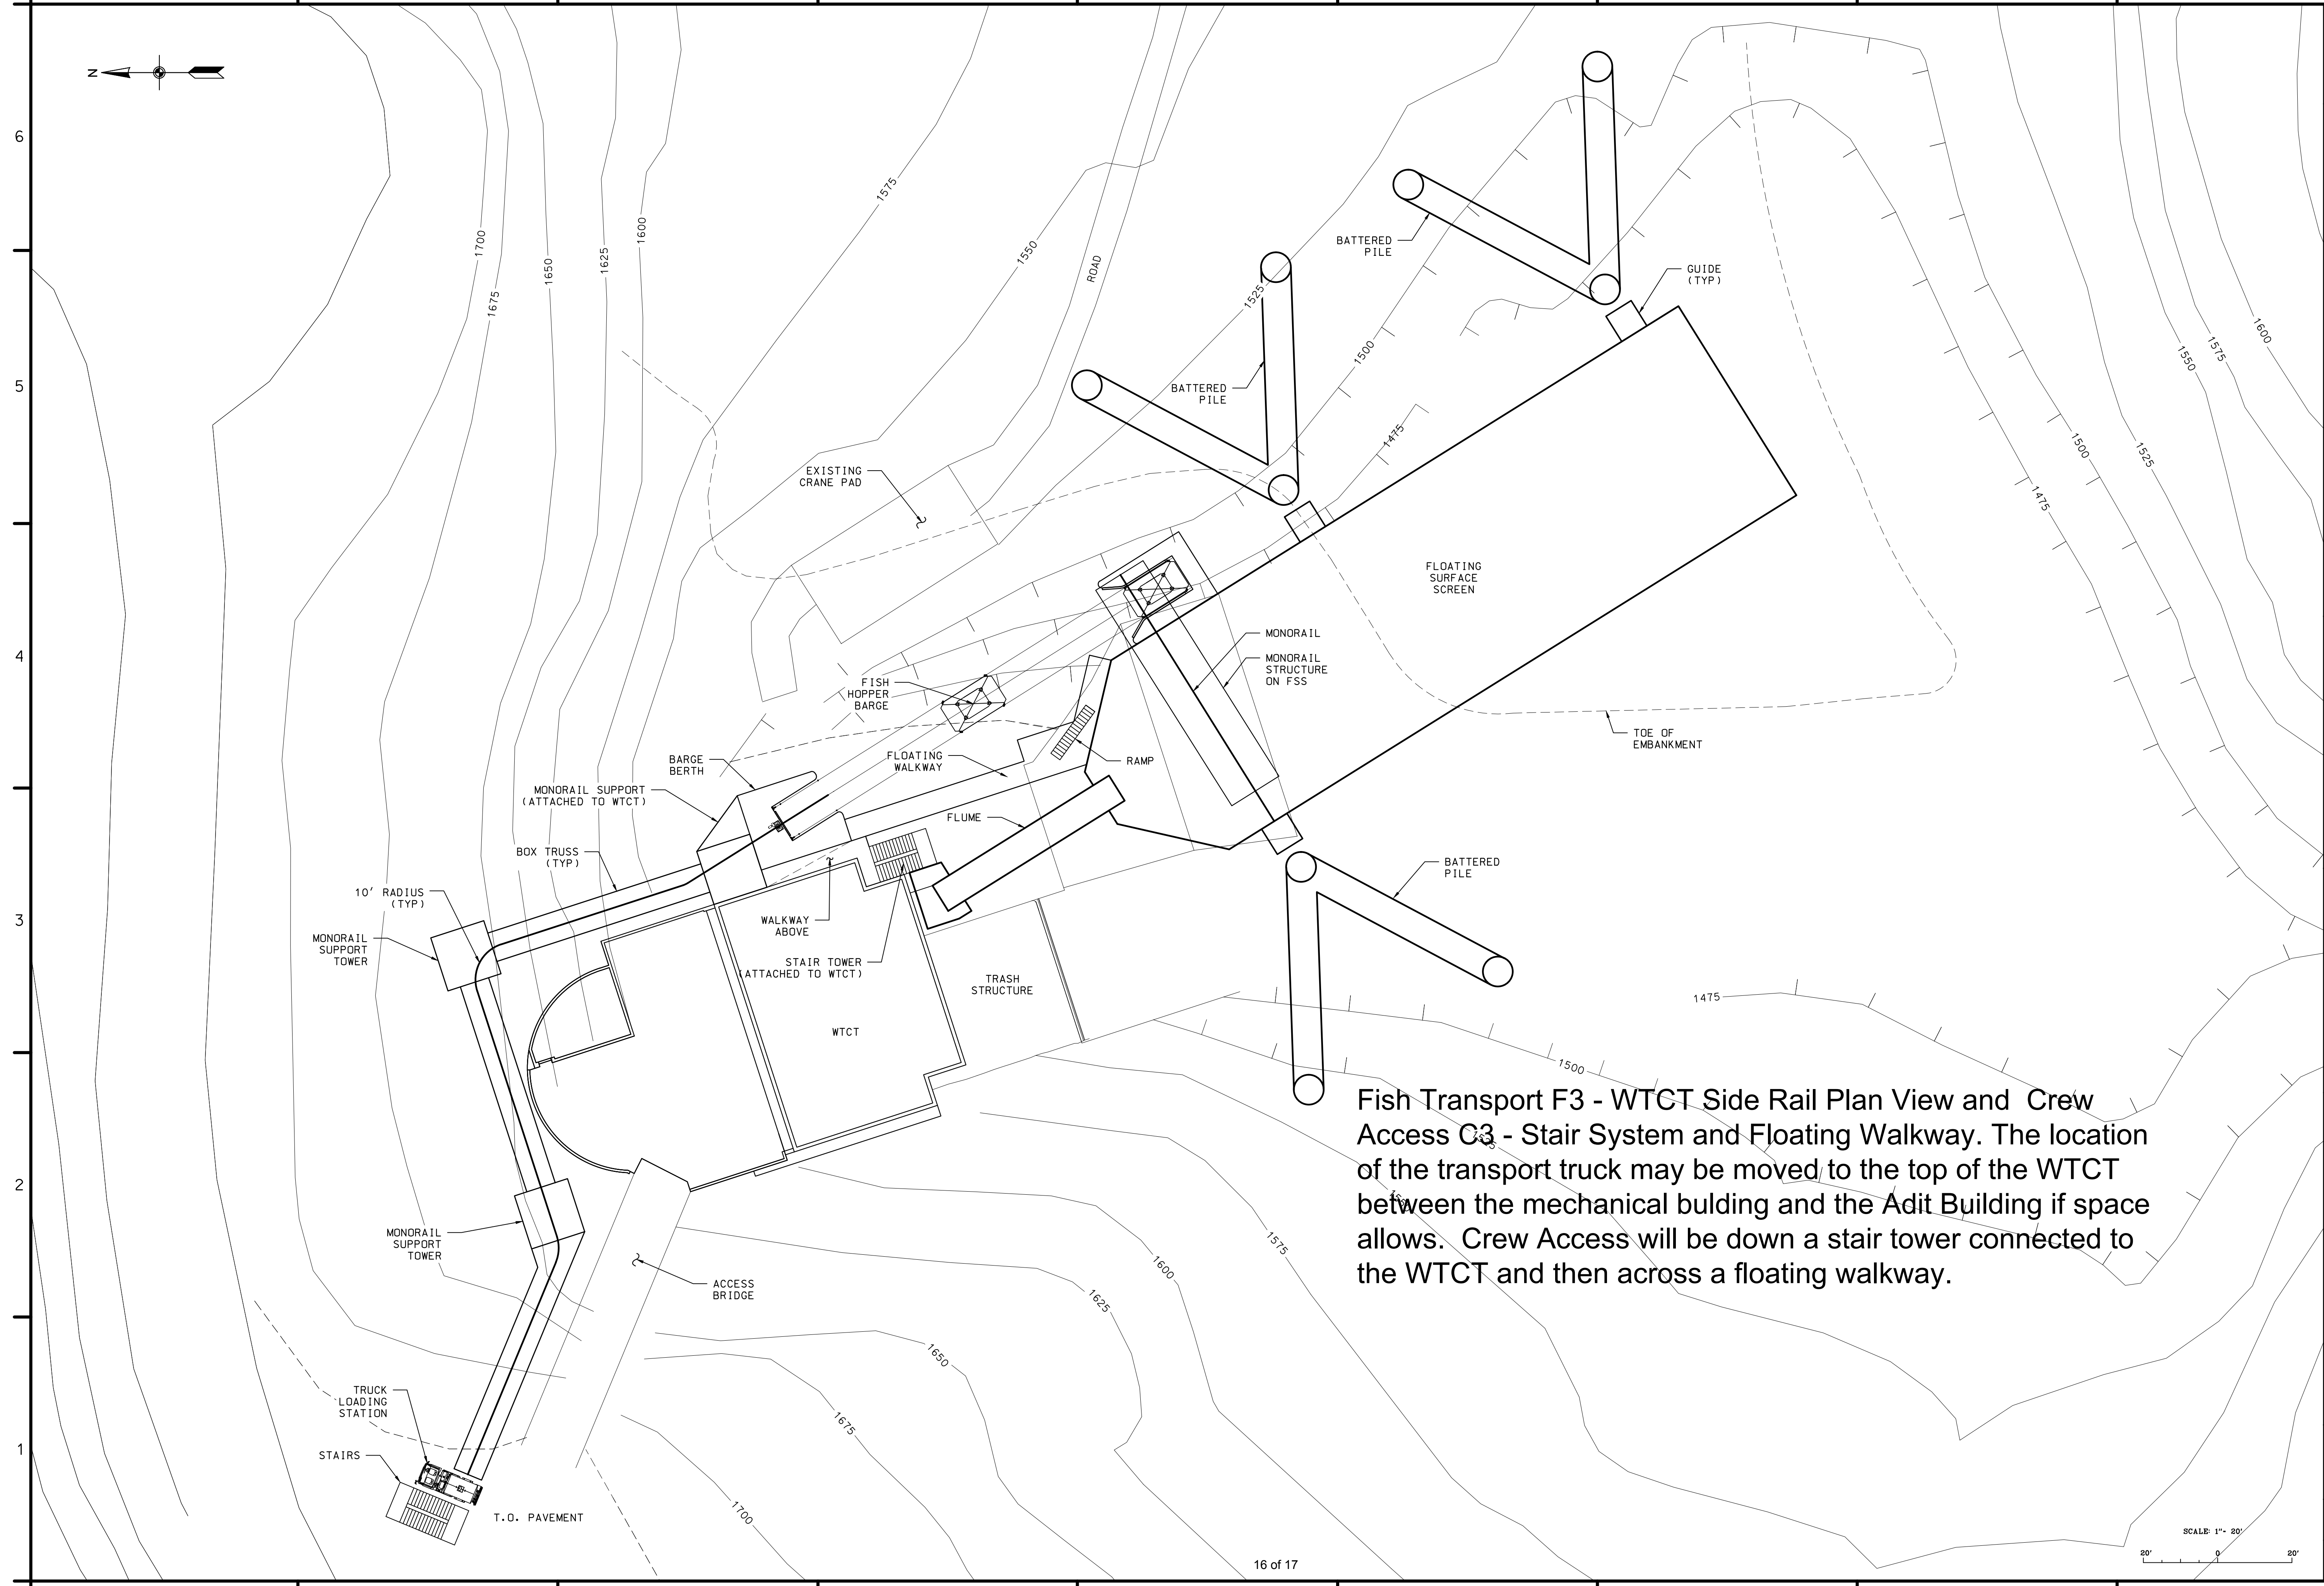 N
6
5
4
3
2
1
1700
1675
1650
1625
1600
1575
1550
ROAD
1525
1500
1475
BATTERED
PILE
BATTERED
PILE
GUIDE
(TYP)
1600
1575
1550
1525
1500
1475
EXISTING
CRANE PAD
FLOATING
SURFACE
SCREEN
MONORAIL
MONORAIL
STRUCTURE
ON FSS
FISH
HOPPER
BARGE
TOE OF
EMBANKMENT
BARGE
BERTH
FLOATING
WALKWAY
RAMP
MONORAIL SUPPORT
(ATTACHED TO WTCT)
FLUME
BOX TRUSS
(TYP)
10' RADIUS
(TYP)
BATTERED
PILE
WALKWAY
ABOVE
MONORAIL
SUPPORT
TOWER
STAIR TOWER
(ATTACHED TO WTCT)
TRASH
STRUCTURE
WTCT
1475
1500
1525
1550
Fish Transport F3 - WTCT Side Rail Plan View and  Crew
Access C3 - Stair System and Floating Walkway. The location
of the transport truck may be moved to the top of the WTCT
between the mechanical bulding and the Adit Building if space
allows.  Crew Access will be down a stair tower connected to
the WTCT and then across a floating walkway.
MONORAIL
SUPPORT
TOWER
ACCESS
BRIDGE
1575
1600
1625
1650
1675
1700
TRUCK
LOADING
STATION
STAIRS
T.O. PAVEMENT
SCALE: 1"- 20'
20' 0 20'
16 of 17